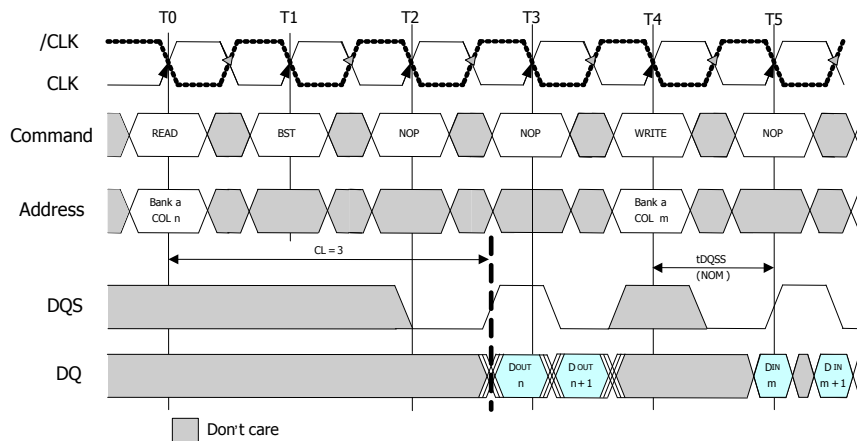 T0 T1 T2 T3 T4 T5
/CLK
CLK
Command READ BST NOP NOP WRITE NOP
Address Bank a Bank a
COL n COL m
CL = 3
tDQSS
(NOM)
DQS
DQ DOUT DOUT DIN DIN
n n+1 m m+1
Don't care